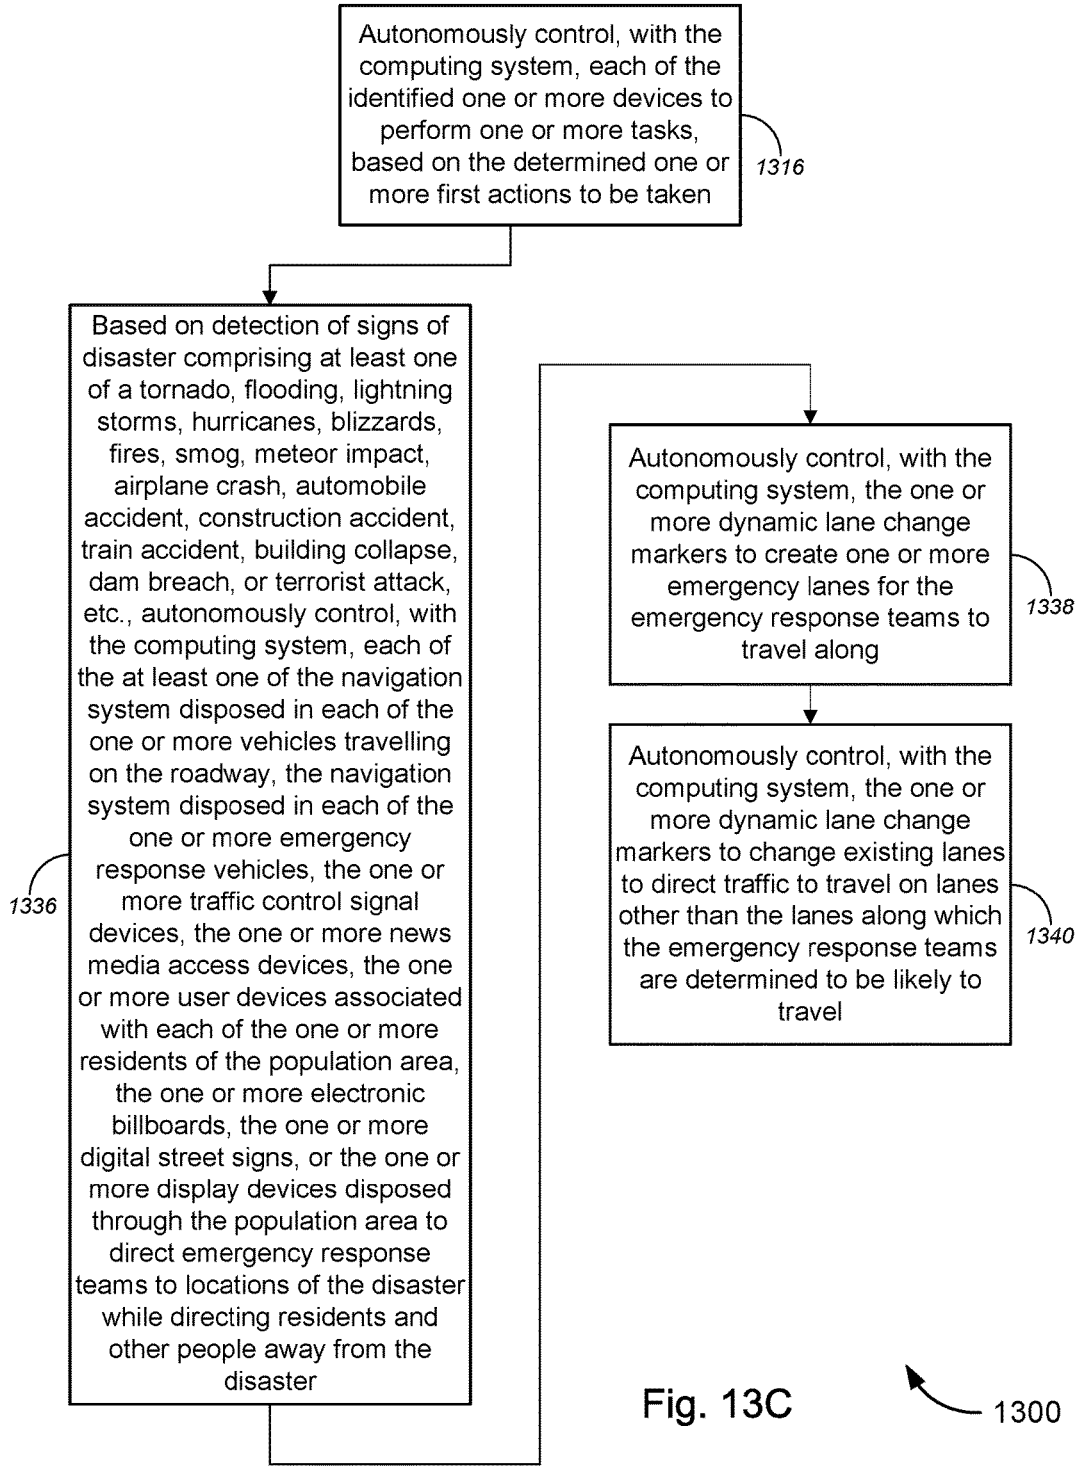 Autonomously control, with the
computing system, each of the
identified one or more devices to
perform one or more tasks,
based on the determined one or
more first actions to be taken
1316
Based on detection of signs of
disaster comprising at least one
of a tornado, flooding, lightning
storms, hurricanes, blizzards,
fires, smog, meteor impact,
airplane crash, automobile
accident, construction accident,
train accident, building collapse,
dam breach, or terrorist attack,
etc., autonomously control, with
the computing system, each of
the at least one of the navigation
system disposed in each of the
one or more vehicles travelling
on the roadway, the navigation
system disposed in each of the
one or more emergency
response vehicles, the one or
more traffic control signal
devices, the one or more news
media access devices, the one
or more user devices associated
with each of the one or more
residents of the population area,
the one or more electronic
billboards, the one or more
digital street signs, or the one or
more display devices disposed
through the population area to
direct emergency response
teams to locations of the disaster
while directing residents and
other people away from the
disaster
1336
Autonomously control, with the
computing system, the one or
more dynamic lane change
markers to create one or more
emergency lanes for the
emergency response teams to
travel along
1338
Autonomously control, with the
computing system, the one or
more dynamic lane change
markers to change existing lanes
to direct traffic to travel on lanes
other than the lanes along which
the emergency response teams
are determined to be likely to
travel
1340
Fig. 13C
1300